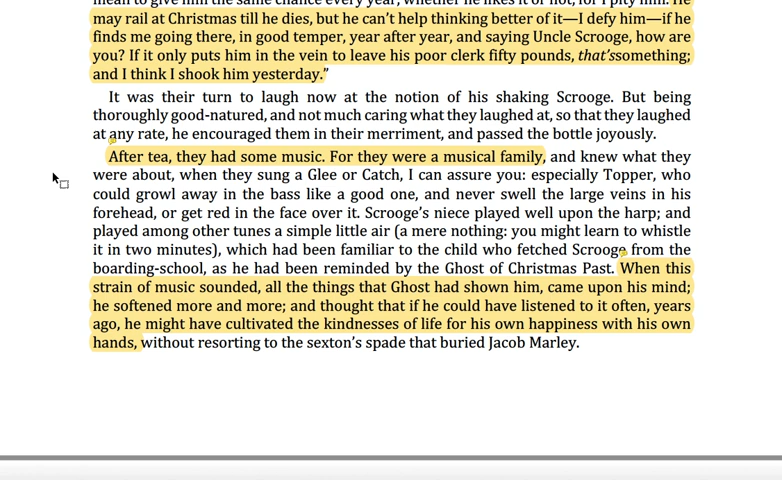 mean to give him the same chance every year, whether he likes it or not, for I pity him. He
may rail at Christmas till he dies, but he can't help thinking better of it—I defy him—if he
finds me going there, in good temper, year after year, and saying Uncle Scrooge, how are
you? If it only puts him in the vein to leave his poor clerk fifty pounds, that'ssomething;
and I think I shook him yesterday."
It was their turn to laugh now at the notion of his shaking Scrooge. But being
thoroughly good-natured, and not much caring what they laughed at, so that they laughed
at any rate, he encouraged them in their merriment, and passed the bottle joyously.
After tea, they had some music. For they were a musical family, and knew what they
were about, when they sung a Glee or Catch, I can assure you: especially Topper, who
could growl away in the bass like a good one, and never swell the large veins in his
forehead, or get red in the face over it. Scrooge's niece played well upon the harp; and
played among other tunes a simple little air (a mere nothing: you might learn to whistle
it in two minutes), which had been familiar to the child who fetched Scrooge from the
boarding-school, as he had been reminded by the Ghost of Christmas Past. When this
strain of music sounded, all the things that Ghost had shown him, came upon his mind;
he softened more and more; and thought that if he could have listened to it often, years
ago, he might have cultivated the kindnesses of life for his own happiness with his own
hands, without resorting to the sexton's spade that buried Jacob Marley.